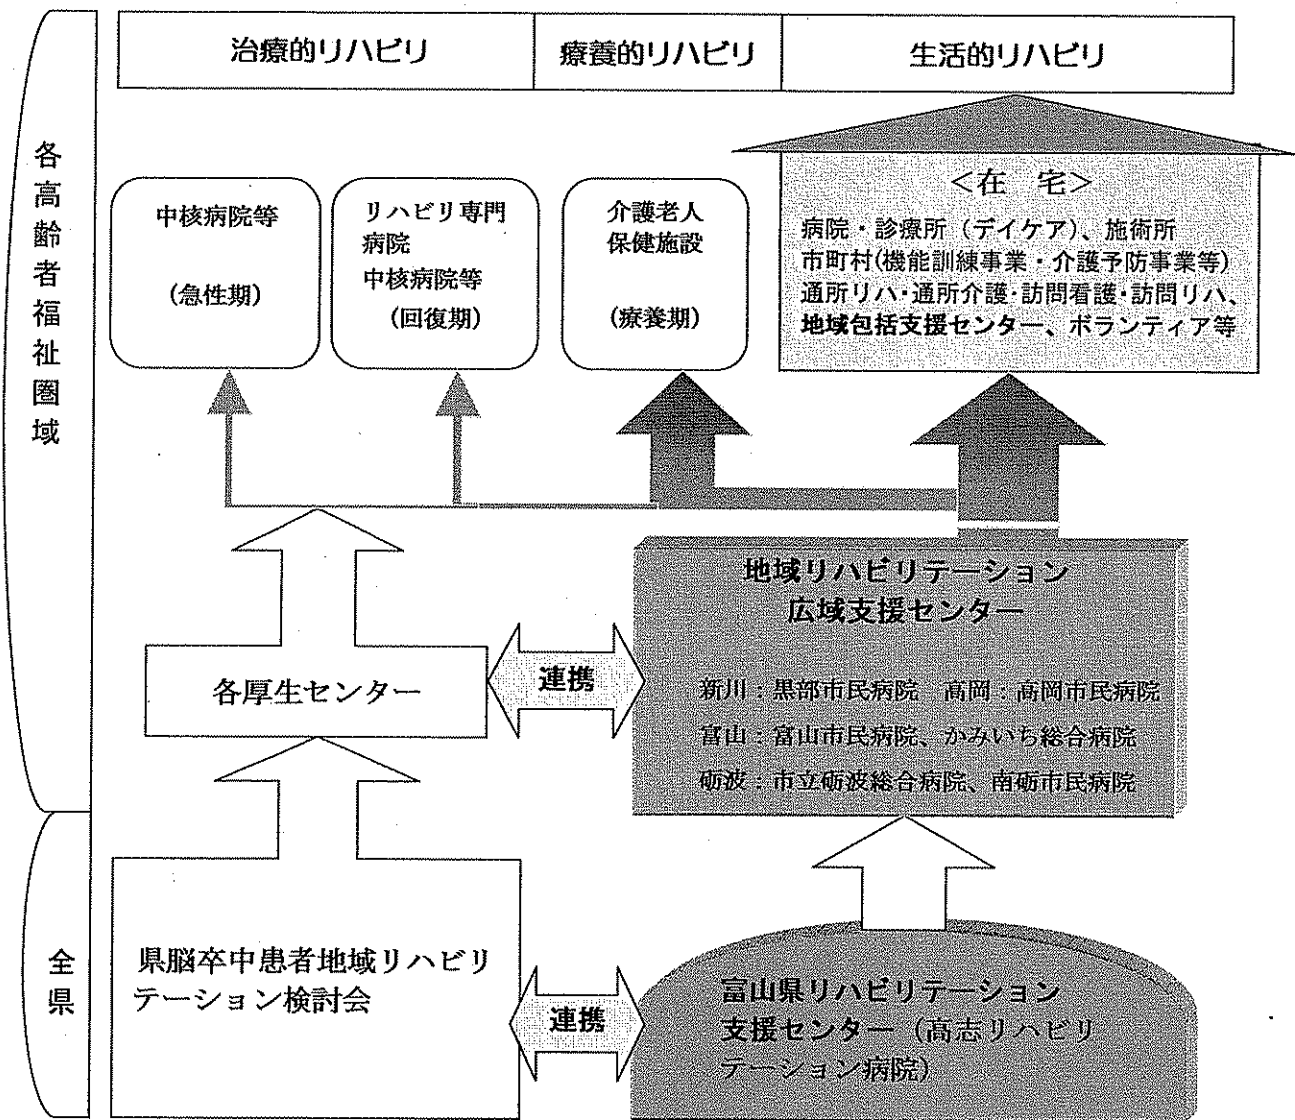 治療的リハビリ
療養的リハビリ
生活的リハビリ
各高齢者福祉圏域
中核病院等
(急性期)
リハビリ専門
病院
中核病院等
(回復期)
介護老人
保健施設
(療養期)
<在 宅>
病院・診療所（デイケア）、施術所
市町村(機能訓練事業・介護予防事業等)
通所リハ・通所介護・訪問看護・訪問リハ、
地域包括支援センター、ボランティア等
地域リハビリテーション
広域支援センター
新川：黒部市民病院 高岡：高岡市民病院
富山：富山市民病院、かみいち総合病院
砺波：市立砺波総合病院、南砺市民病院
各厚生センター
連携
全県
県脳卒中患者地域リハビリ
テーション検討会
連携
富山県リハビリテーション
支援センター（高志リハビリ
テーション病院）